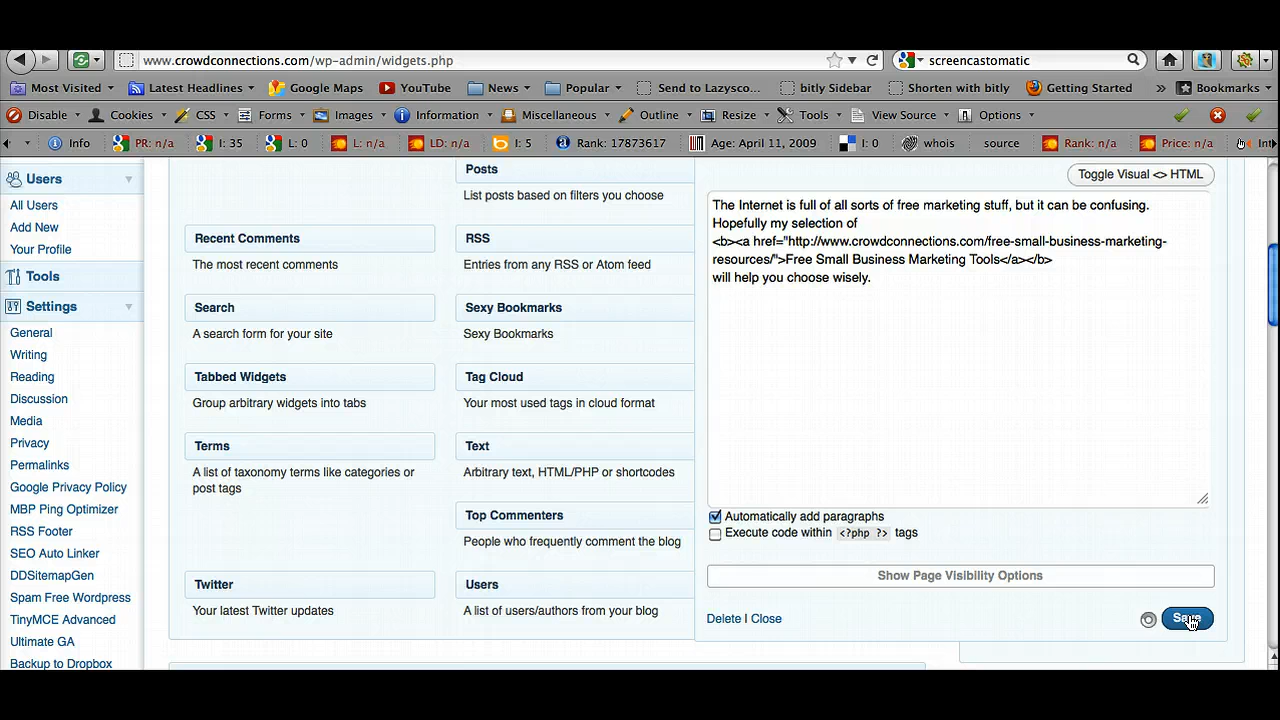 www.crowdconnections.com/wp-admin/widgets.php
screencastomatic
Most Visited
Latest Headlines
Google Maps
YouTube
News
Popular
Send to Lazysco...
bitly Sidebar
Shorten with bitly
Getting Started
»
Bookmarks
Disable
Cookies
CSS
Forms
Images
Information
Miscellaneous
Outline
Resize
Tools
View Source
Options
Info
PR: n/a
I: 35
L: 0
L: n/a
LD: n/a
I: 5
Rank: 17873617
Age: April 11, 2009
I: 0
whois
source
Rank: n/a
Price: n/a
Int
Users
All Users
Add New
Your Profile
Tools
Settings
General
Writing
Reading
Discussion
Media
Privacy
Permalinks
Google Privacy Policy
MBP Ping Optimizer
RSS Footer
SEO Auto Linker
DDSitemapGen
Spam Free Wordpress
TinyMCE Advanced
Ultimate GA
Backup to Dropbox
Posts
List posts based on filters you choose
Recent Comments
The most recent comments
RSS
Entries from any RSS or Atom feed
Search
A search form for your site
Sexy Bookmarks
Sexy Bookmarks
Tabbed Widgets
Group arbitrary widgets into tabs
Tag Cloud
Your most used tags in cloud format
Terms
A list of taxonomy terms like categories or
post tags
Text
Arbitrary text, HTML/PHP or shortcodes
Top Commenters
People who frequently comment the blog
Twitter
Your latest Twitter updates
Users
A list of users/authors from your blog
Toggle Visual <> HTML
The Internet is full of all sorts of free marketing stuff, but it can be confusing.
Hopefully my selection of
<b><a href="http://www.crowdconnections.com/free-small-business-marketing-
resources/">Free Small Business Marketing Tools</a></b>
will help you choose wisely.
Automatically add paragraphs
Execute code within <?php ?> tags
Show Page Visibility Options
Delete | Close
Save